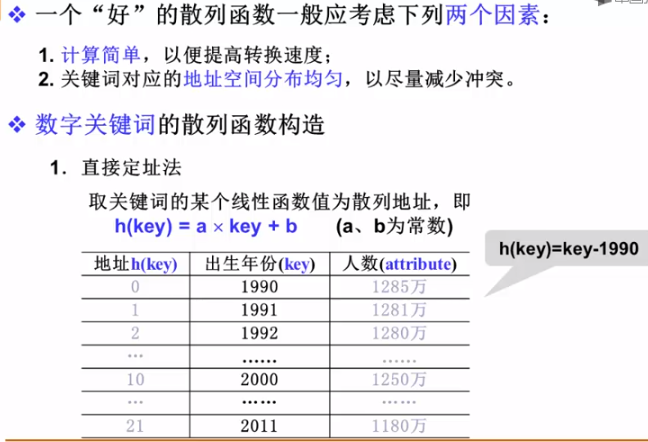 ❖ 一个“好”的散列函数一般应考虑下列两个因素：
1. 计算简单，以便提高转换速度；
2. 关键词对应的地址空间分布均匀，以尽量减少冲突。
❖ 数字关键词的散列函数构造
1. 直接定址法
取关键词的某个线性函数值为散列地址，即
h(key) = a × key + b (a、b为常数)
h(key)=key-1990
地址h(key) 出生年份(key) 人数(attribute)
0 1990 1285万
1 1991 1281万
2 1992 1280万
… …… ……
10 2000 1250万
… …… ……
21 2011 1180万